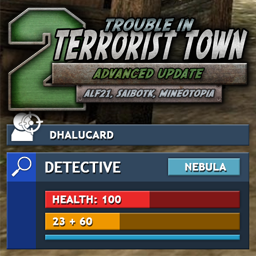 2
TROUBLE IN
TERRORIST TOWN
ADVANCED UPDATE
ALF21, SAIBOTK, MINEOTOPIA
DHALUCARD
DETECTIVE
NEBULA
HEALTH: 100
23 + 60